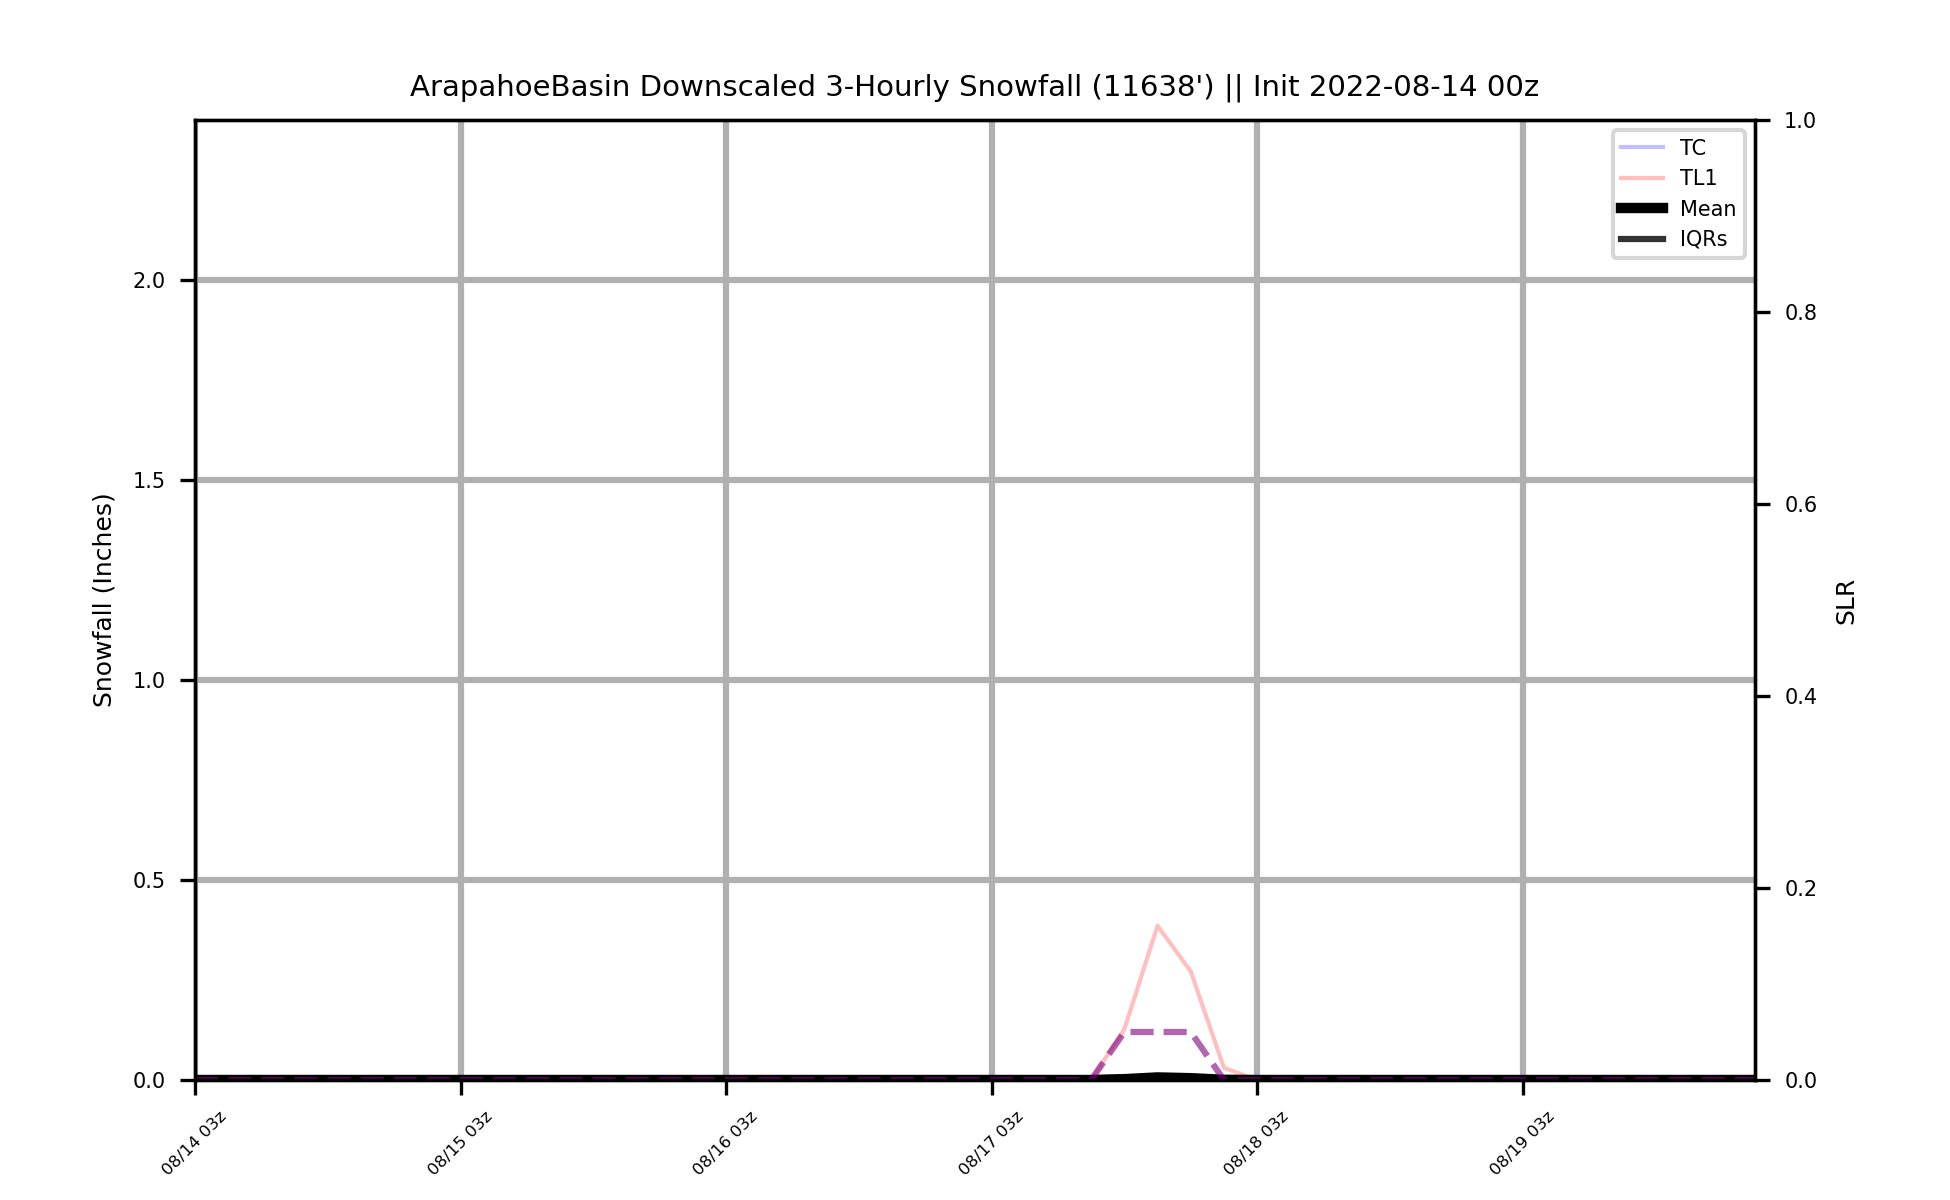 ArapahoeBasin Downscaled 3-Hourly Snowfall (11638') || Init 2022-08-14 00z
TC
TL1
Mean
IQRs
Snowfall (Inches)
2.0
1.5
1.0
0.5
0.0
1.0
0.8
0.6
0.4
0.2
0.0
SLR
08/14 03z
08/15 03z
08/16 03z
08/17 03z
08/18 03z
08/19 03z